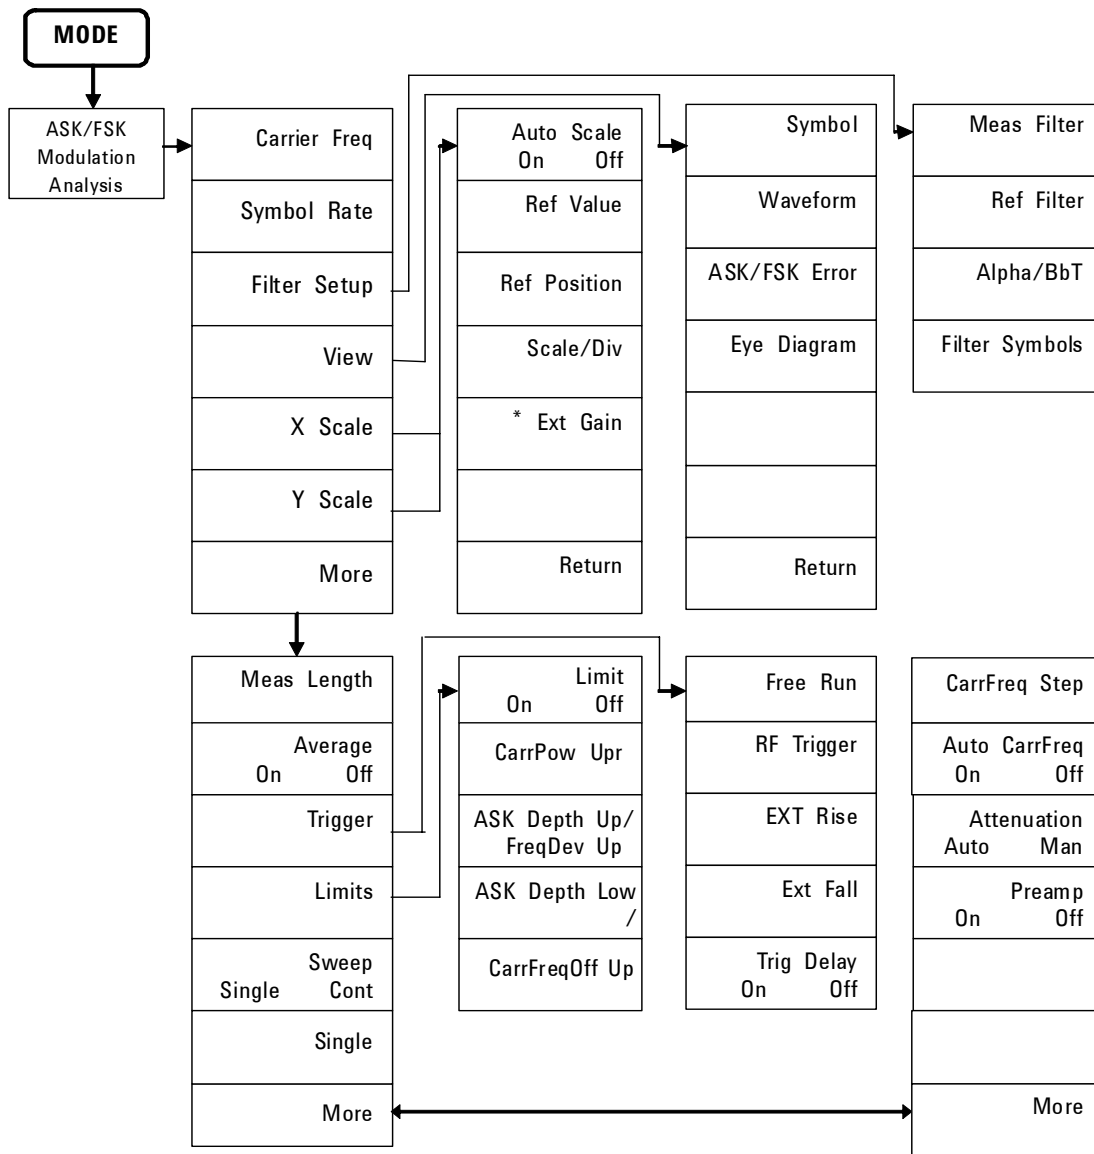 MODE
ASK/FSK
Modulation
Analysis
Carrier Freq
Symbol Rate
Filter Setup
View
X Scale
Y Scale
More
Auto Scale
On Off
Ref Value
Ref Position
Scale/Div
* Ext Gain
Return
Symbol
Waveform
ASK/FSK Error
Eye Diagram
Return
Meas Filter
Ref Filter
Alpha/BbT
Filter Symbols
Meas Length
Average
On Off
Trigger
Limits
Sweep
Single Cont
Single
More
Limit
On Off
CarrPow Upr
ASK Depth Up/
FreqDev Up
ASK Depth Low
/
CarrFreqOff Up
Free Run
RF Trigger
EXT Rise
Ext Fall
Trig Delay
On Off
CarrFreq Step
Auto CarrFreq
On Off
Attenuation
Auto Man
Preamp
On Off
More